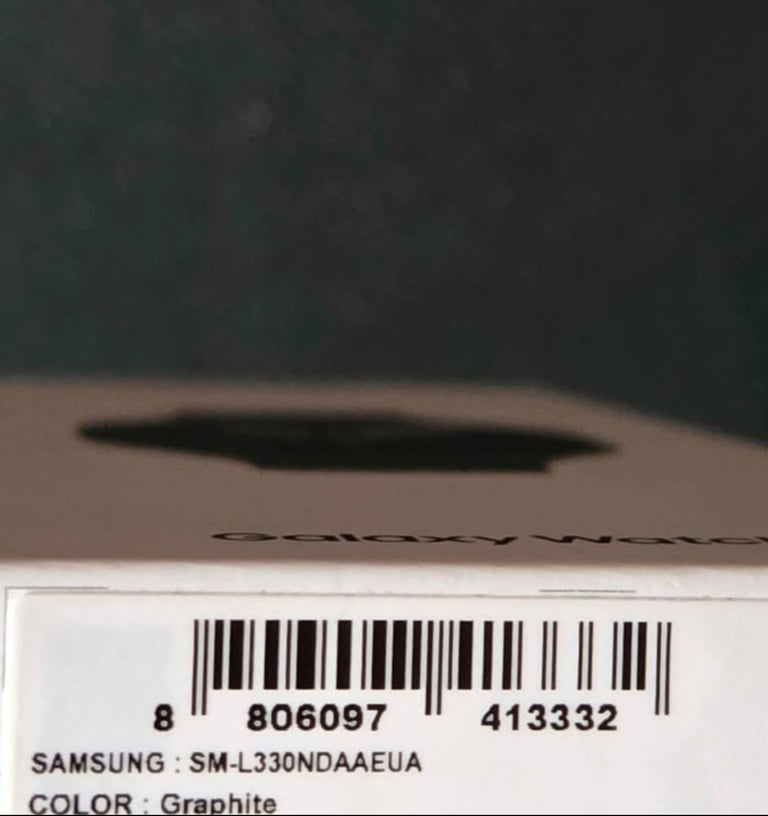 Galaxy Watch
8 806097 413332
SAMSUNG : SM-L330NDAAEUA
COLOR : Graphite